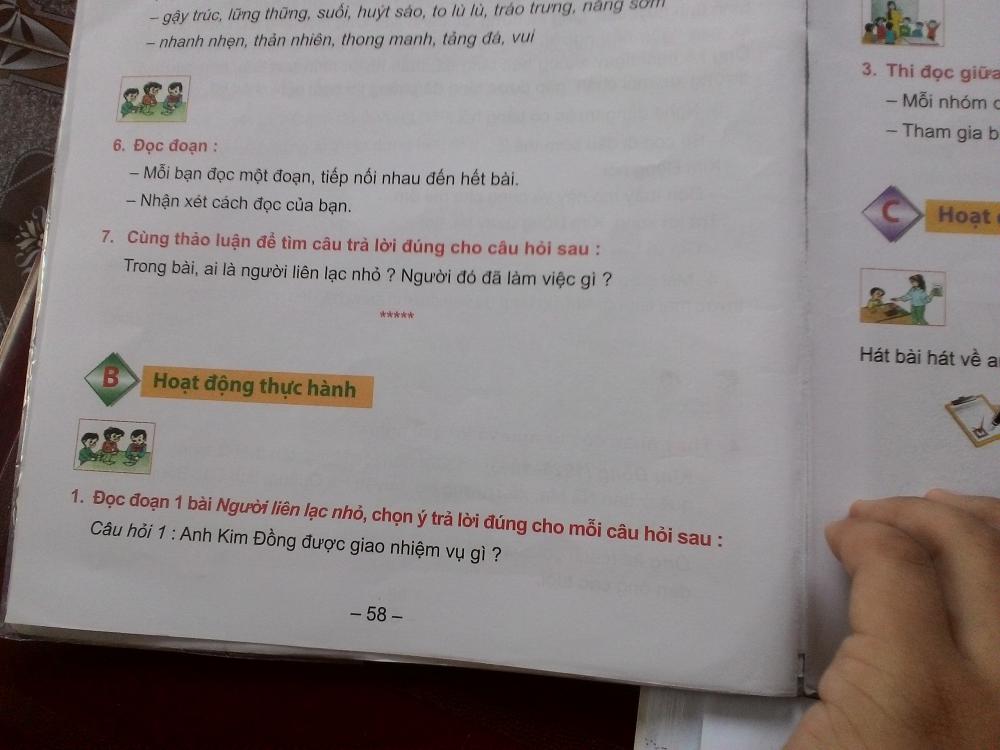 – gậy trúc, lững thững, suối, huýt sáo, to lù lù, tráo trưng, nắng sớm
– nhanh nhẹn, thản nhiên, thong manh, tảng đá, vui
6. Đọc đoạn :
– Mỗi bạn đọc một đoạn, tiếp nối nhau đến hết bài.
– Nhận xét cách đọc của bạn.
7. Cùng thảo luận để tìm câu trả lời đúng cho câu hỏi sau :
Trong bài, ai là người liên lạc nhỏ ? Người đó đã làm việc gì ?
*****
B Hoạt động thực hành
1. Đọc đoạn 1 bài Người liên lạc nhỏ, chọn ý trả lời đúng cho mỗi câu hỏi sau :
Câu hỏi 1 : Anh Kim Đồng được giao nhiệm vụ gì ?
– 58 –
3. Thi đọc giữa
– Mỗi nhóm
– Tham gia
C Hoạt
Hát bài hát về